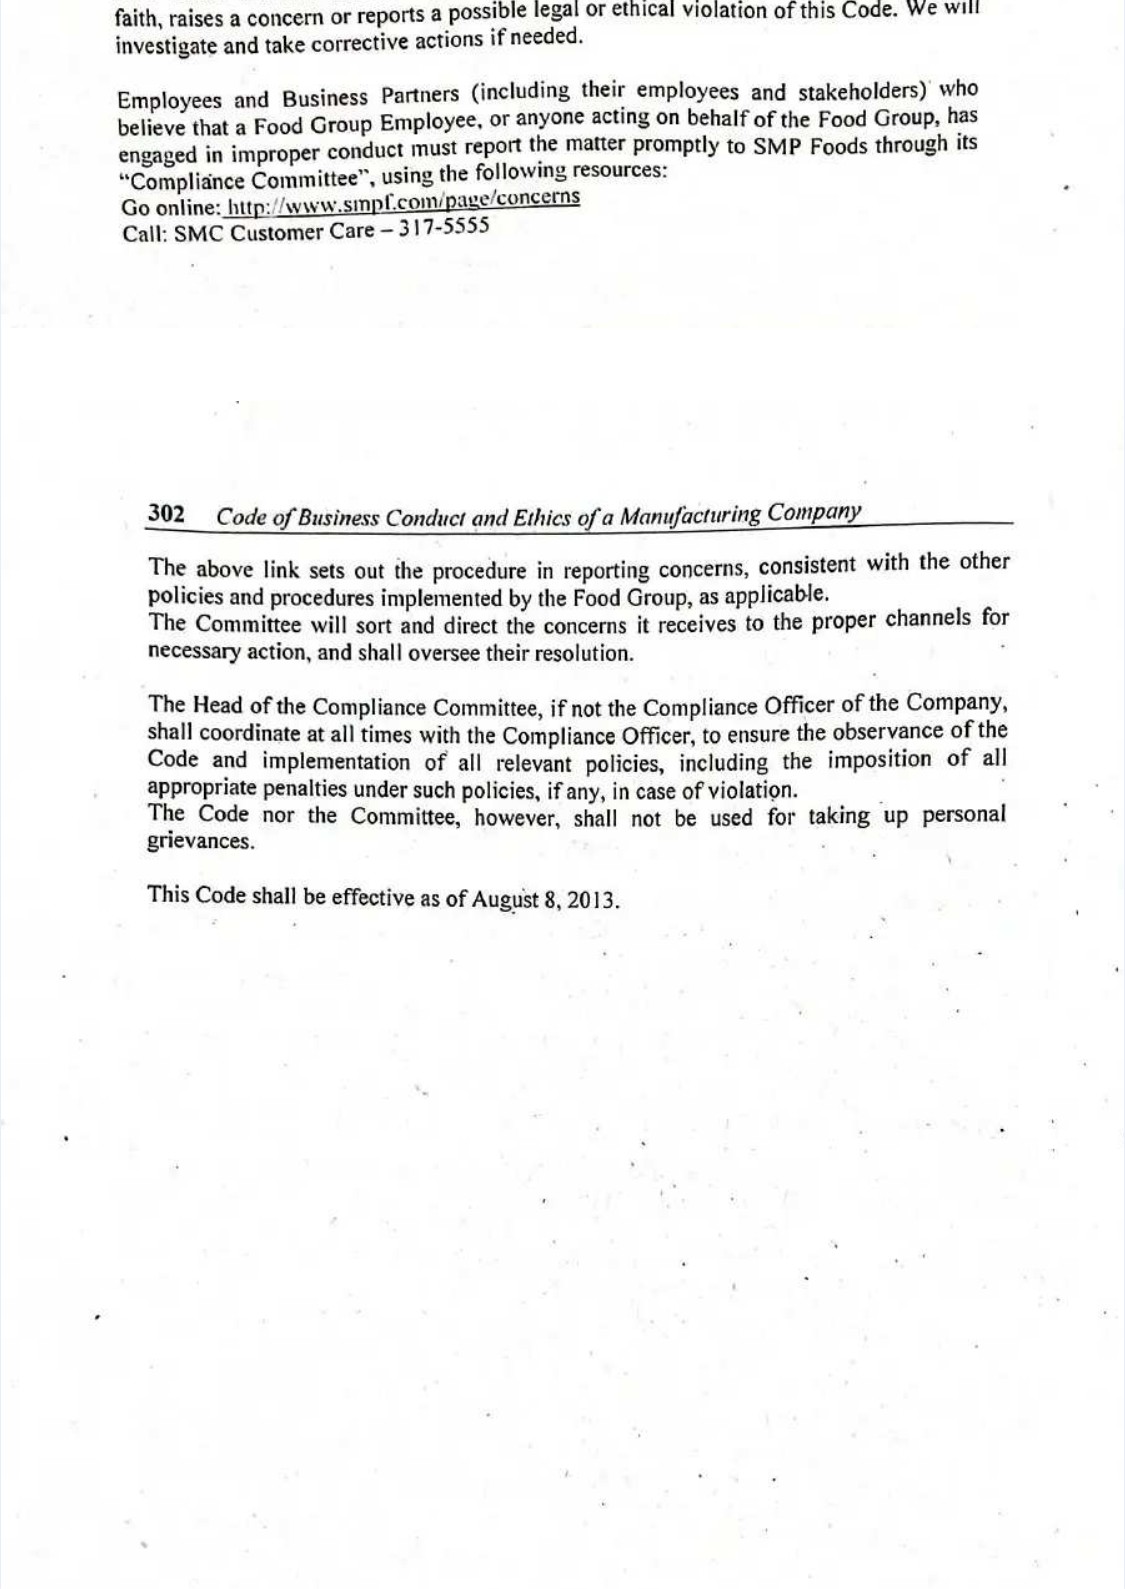 faith, raises a concern or reports a possible legal or ethical violation of this Code. We will
investigate and take corrective actions if needed.
Employees and Business Partners (including their employees and stakeholders) who
believe that a Food Group Employee, or anyone acting on behalf of the Food Group, has
engaged in improper conduct must report the matter promptly to SMP Foods through its
“Compliance Committee”, using the following resources:
Go online: http://www.smpf.com/page/concerns
Call: SMC Customer Care – 317-5555
302 Code of Business Conduct and Ethics of a Manufacturing Company
The above link sets out the procedure in reporting concerns, consistent with the other
policies and procedures implemented by the Food Group, as applicable.
The Committee will sort and direct the concerns it receives to the proper channels for
necessary action, and shall oversee their resolution.
The Head of the Compliance Committee, if not the Compliance Officer of the Company,
shall coordinate at all times with the Compliance Officer, to ensure the observance of the
Code and implementation of all relevant policies, including the imposition of all
appropriate penalties under such policies, if any, in case of violation.
The Code nor the Committee, however, shall not be used for taking up personal
grievances.
This Code shall be effective as of August 8, 2013.